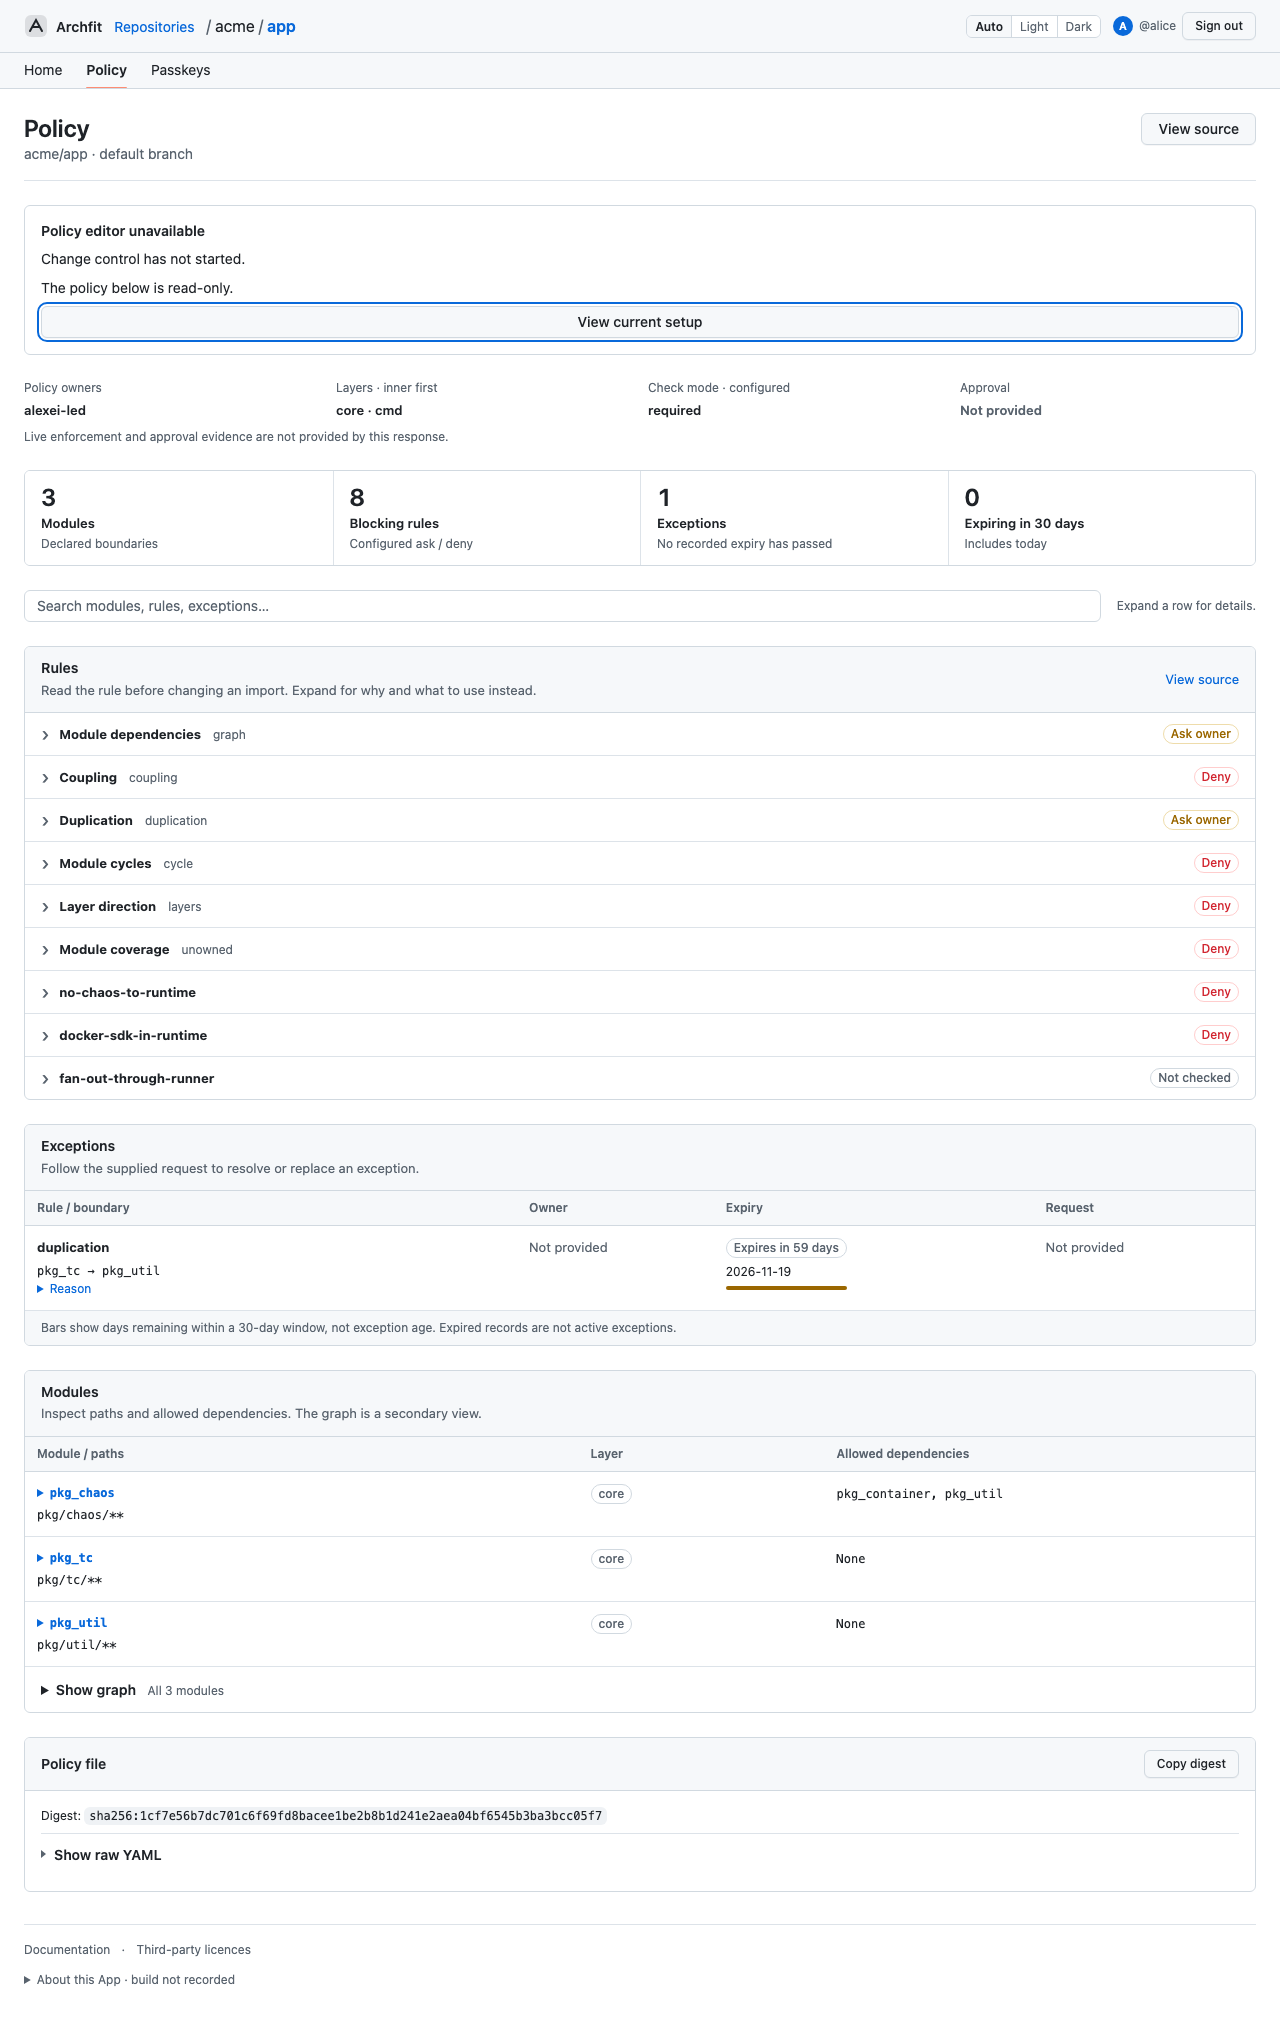 Archfit Repositories / acme / app Auto Light Dark A @alice Sign out
Home Policy Passkeys
Policy View source
acme/app · default branch
Policy editor unavailable
Change control has not started.
The policy below is read-only.
View current setup
Policy owners Layers · inner first Check mode · configured Approval
alexei-led core · cmd required Not provided
Live enforcement and approval evidence are not provided by this response.
3 8 1 0
Modules Blocking rules Exceptions Expiring in 30 days
Declared boundaries Configured ask / deny No recorded expiry has passed Includes today
Search modules, rules, exceptions... Expand a row for details.
Rules
Read the rule before changing an import. Expand for why and what to use instead. View source
Module dependencies graph Ask owner
Coupling coupling Deny
Duplication duplication Ask owner
Module cycles cycle Deny
Layer direction layers Deny
Module coverage unowned Deny
no-chaos-to-runtime Deny
docker-sdk-in-runtime Deny
fan-out-through-runner Not checked
Exceptions
Follow the supplied request to resolve or replace an exception.
Rule / boundary Owner Expiry Request
duplication Not provided Expires in 59 days Not provided
pkg_tc → pkg_util 2026-11-19
Reason
Bars show days remaining within a 30-day window, not exception age. Expired records are not active exceptions.
Modules
Inspect paths and allowed dependencies. The graph is a secondary view.
Module / paths Layer Allowed dependencies
pkg_chaos core pkg_container, pkg_util
pkg/chaos/**
pkg_tc core None
pkg/tc/**
pkg_util core None
pkg/util/**
Show graph All 3 modules
Policy file Copy digest
Digest: sha256:1cf7e56b7dc701c6f69fd8bacee1be2b8b1d241e2aea04bf6545b3ba3bcc05f7
Show raw YAML
Documentation · Third-party licences
About this App · build not recorded